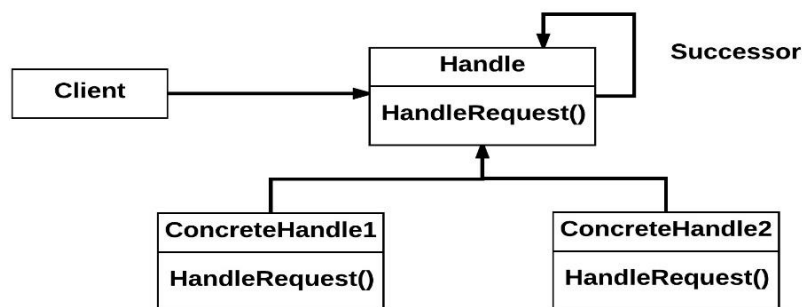 Handle
Successor
Client
HandleRequest()
ConcreteHandle1
ConcreteHandle2
HandleRequest()
HandleRequest()